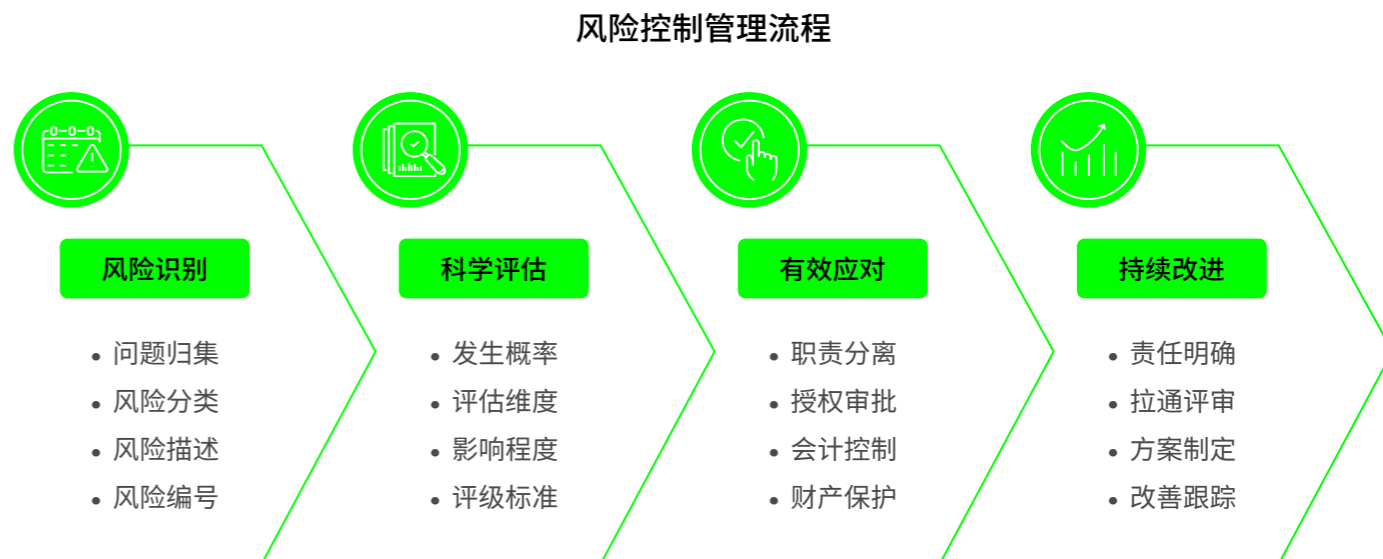 风险控制管理流程
风险识别
• 问题归集
• 风险分类
• 风险描述
• 风险编号
科学评估
• 发生概率
• 评估维度
• 影响程度
• 评级标准
有效应对
• 职责分离
• 授权审批
• 会计控制
• 财产保护
持续改进
• 责任明确
• 拉通评审
• 方案制定
• 改善跟踪